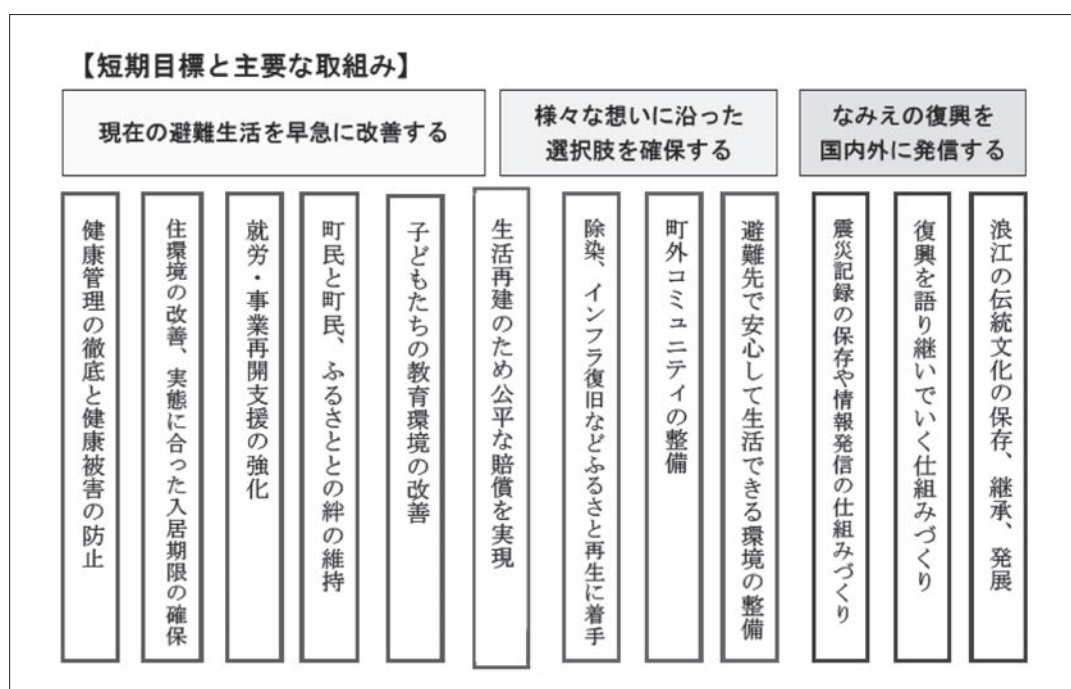 【短期目標と主要な取組み】
現在の避難生活を早急に改善する
様々な想いに沿った
選択肢を確保する
なみえの復興を
国内外に発信する
健康管理の徹底と健康被害の防止
住環境の改善、実態に合った入居期限の確保
就労・事業再開支援の強化
町民と町民、ふるさととの絆の維持
子どもたちの教育環境の改善
生活再建のため公平な賠償を実現
除染、インフラ復旧などふるさと再生に着手
町外コミュニティの整備
避難先で安心して生活できる環境の整備
震災記録の保存や情報発信の仕組みづくり
復興を語り継いでいく仕組みづくり
浪江の伝統文化の保存、継承、発展